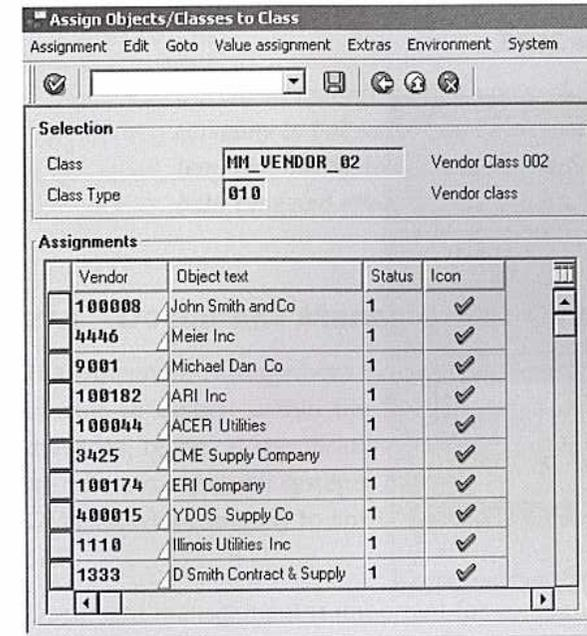 Assign Objects/Classes to Class
Assignment Edit Goto Value assignment Extras Environment System
Selection
Class MM_VENDOR_02 Vendor Class 002
Class Type 010 Vendor class
Assignments
Vendor Object text Status Icon
100008 John Smith and Co 1
4446 Meier Inc 1
9001 Michael Dan Co 1
100182 ARI Inc 1
100044 ACER Utilities 1
3425 CME Supply Company 1
100174 ERI Company 1
400015 YDOS Supply Co 1
1110 Illinois Utilities Inc 1
1333 D Smith Contract & Supply 1